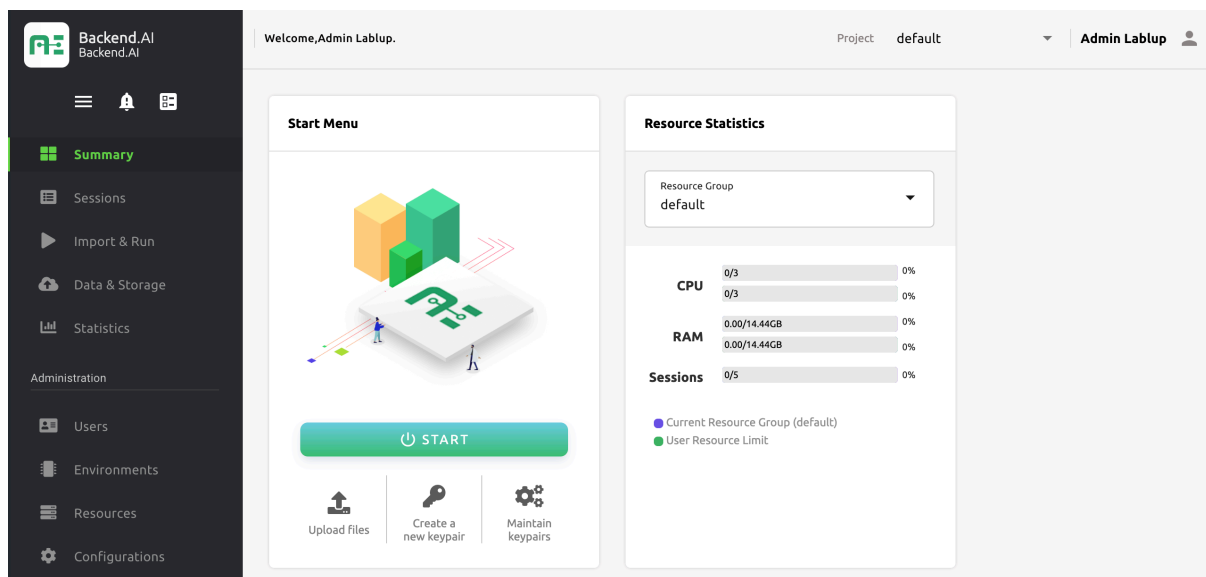 Backend.AI
Backend.AI
Welcome,Admin Lablup.
Project default
Admin Lablup
Summary
Sessions
Import & Run
Data & Storage
Statistics
Administration
Users
Environments
Resources
Configurations
Start Menu
START
Upload files
Create a
new keypair
Maintain
keypairs
Resource Statistics
Resource Group
default
CPU
0/3 0%
0/3 0%
RAM
0.00/14.44GB 0%
0.00/14.44GB 0%
Sessions 0/5 0%
Current Resource Group (default)
User Resource Limit